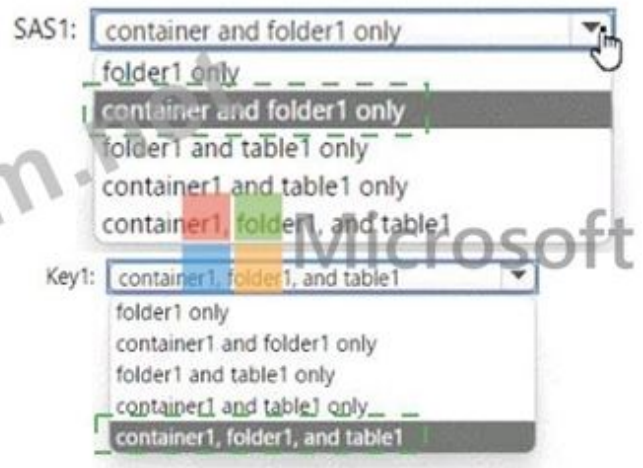 SAS1: container and folder1 only
folder1 only
container and folder1 only
folder1 and table1 only
container1 and table1 only
container1, folder1, and table1
Microsoft
Key1: container1, folder1, and table1
folder1 only
container1 and folder1 only
folder1 and table1 only
container1 and table1 only
container1, folder1, and table1